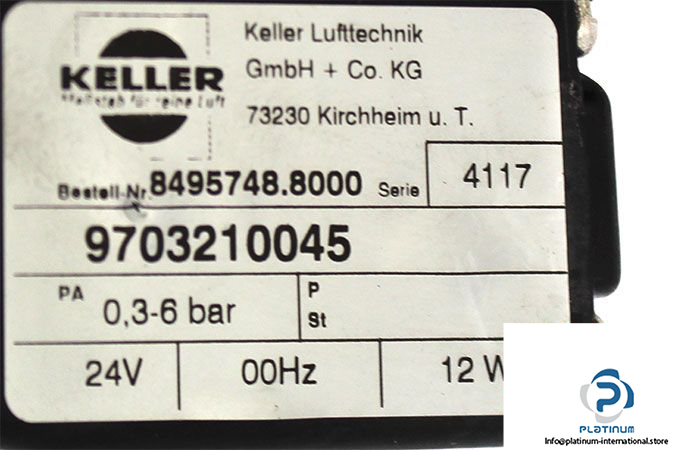 KELLER
Maßstab für reine Luft
Keller Lufttechnik
GmbH + Co. KG
73230 Kirchheim u. T.
Bestell-Nr. 8495748.8000 Serie 4117
9703210045
PA 0,3-6 bar
P
St
24V 00Hz 12 W
PLATINUM
Info@platinum-international.store